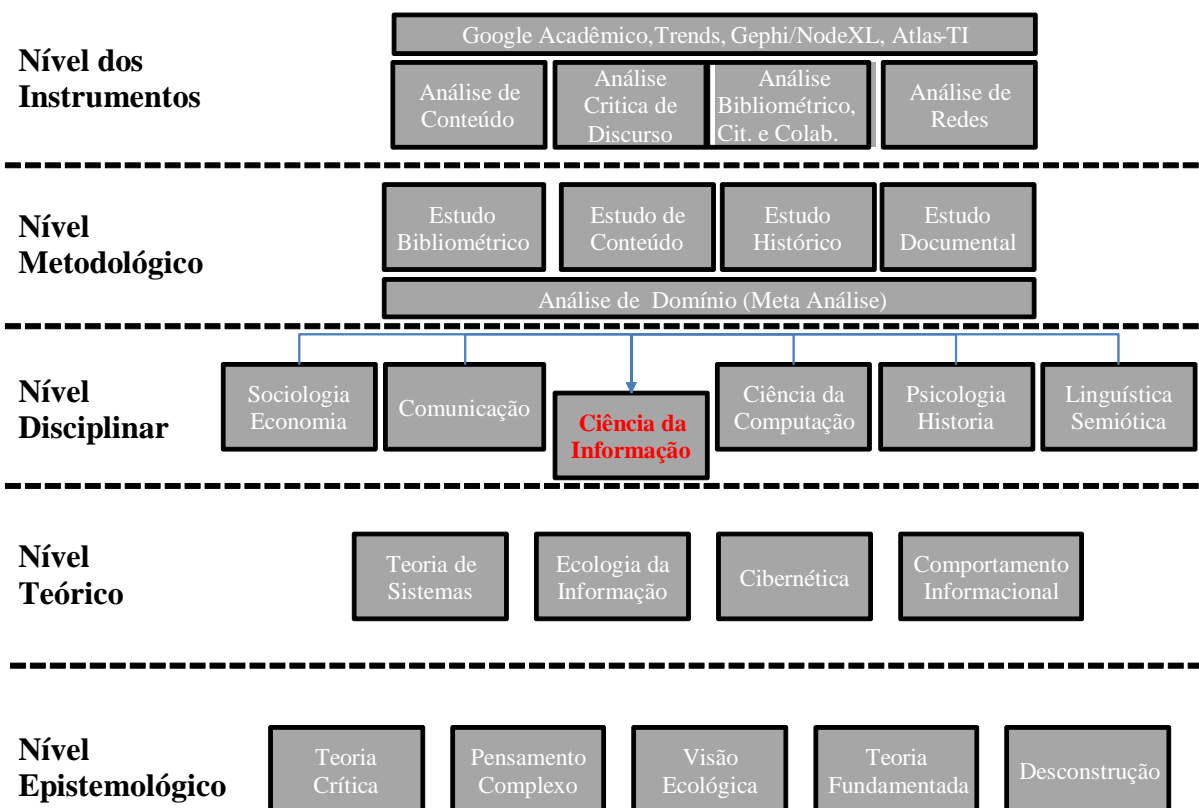 Nível dos
Instrumentos
Google Acadêmico,Trends, Gephi/NodeXL, Atlas-TI
Análise de
Conteúdo
Análise
Critica de
Discurso
Análise
Bibliométrico,
Cit. e Colab.
Análise de
Redes
Nível
Metodológico
Estudo
Bibliométrico
Estudo de
Conteúdo
Estudo
Histórico
Estudo
Documental
Análise de Domínio (Meta Análise)
Nível
Disciplinar
Sociologia
Economia
Comunicação
Ciência da
Informação
Ciência da
Computação
Psicologia
Historia
Linguística
Semiótica
Nível
Teórico
Teoria de
Sistemas
Ecologia da
Informação
Cibernética
Comportamento
Informacional
Nível
Epistemológico
Teoria
Crítica
Pensamento
Complexo
Visão
Ecológica
Teoria
Fundamentada
Desconstrução